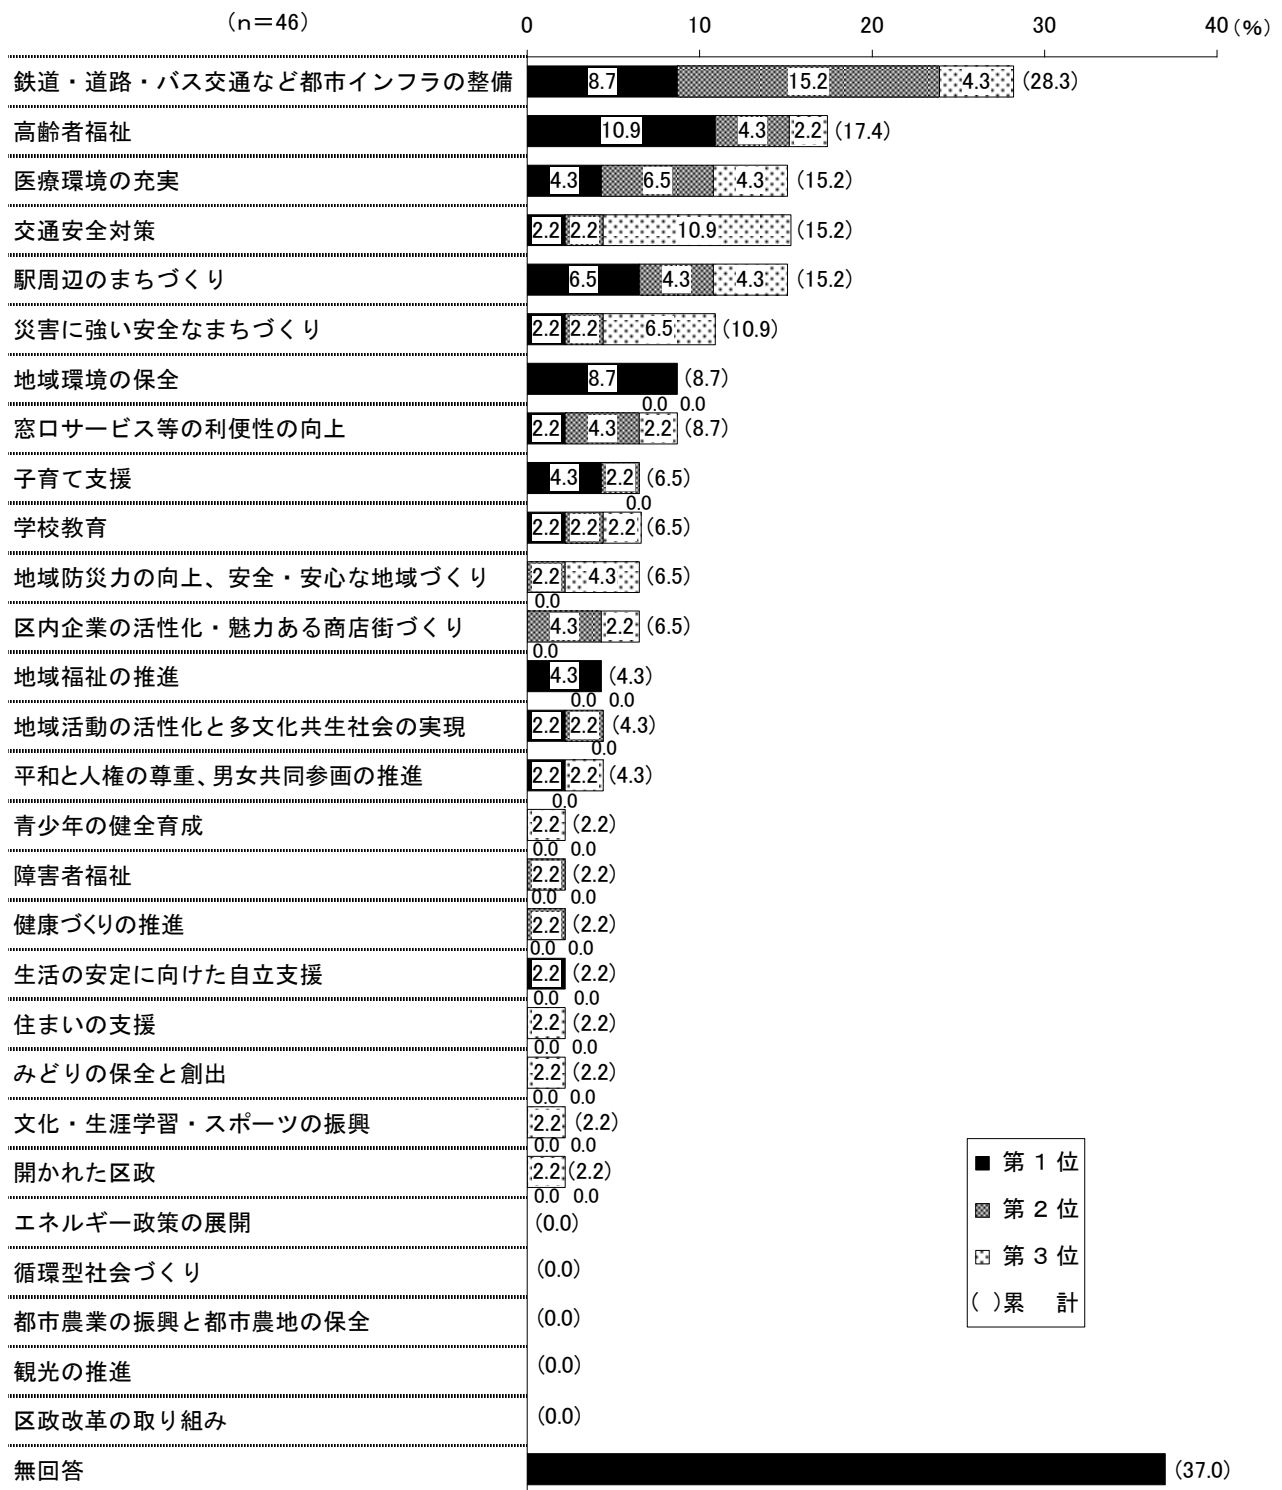 (n=46)
0 10 20 30 40 (%)
鉄道・道路・バス交通など都市インフラの整備 8.7 15.2 4.3 (28.3)
高齢者福祉 10.9 4.3 2.2 (17.4)
医療環境の充実 4.3 6.5 4.3 (15.2)
交通安全対策 2.2 2.2 10.9 (15.2)
駅周辺のまちづくり 6.5 4.3 4.3 (15.2)
災害に強い安全なまちづくり 2.2 2.2 6.5 (10.9)
地域環境の保全 8.7 (8.7)
0.0 0.0
窓口サービス等の利便性の向上 2.2 4.3 2.2 (8.7)
子育て支援 4.3 2.2 (6.5)
0.0
学校教育 2.2 2.2 2.2 (6.5)
地域防災力の向上、安全・安心な地域づくり 2.2 4.3 (6.5)
0.0
区内企業の活性化・魅力ある商店街づくり 4.3 2.2 (6.5)
0.0
地域福祉の推進 4.3 (4.3)
0.0 0.0
地域活動の活性化と多文化共生社会の実現 2.2 2.2 (4.3)
0.0
平和と人権の尊重、男女共同参画の推進 2.2 2.2 (4.3)
0.0
青少年の健全育成 2.2 (2.2)
0.0 0.0
障害者福祉 2.2 (2.2)
0.0 0.0
健康づくりの推進 2.2 (2.2)
0.0 0.0
生活の安定に向けた自立支援 2.2 (2.2)
0.0 0.0
住まいの支援 2.2 (2.2)
0.0 0.0
みどりの保全と創出 2.2 (2.2)
0.0 0.0
文化・生涯学習・スポーツの振興 2.2 (2.2)
0.0 0.0
開かれた区政 2.2 (2.2)
0.0 0.0
エネルギー政策の展開 (0.0)
循環型社会づくり (0.0)
都市農業の振興と都市農地の保全 (0.0)
観光の推進 (0.0)
区政改革の取り組み (0.0)
無回答 (37.0)
第1位
第2位
第3位
( )累 計